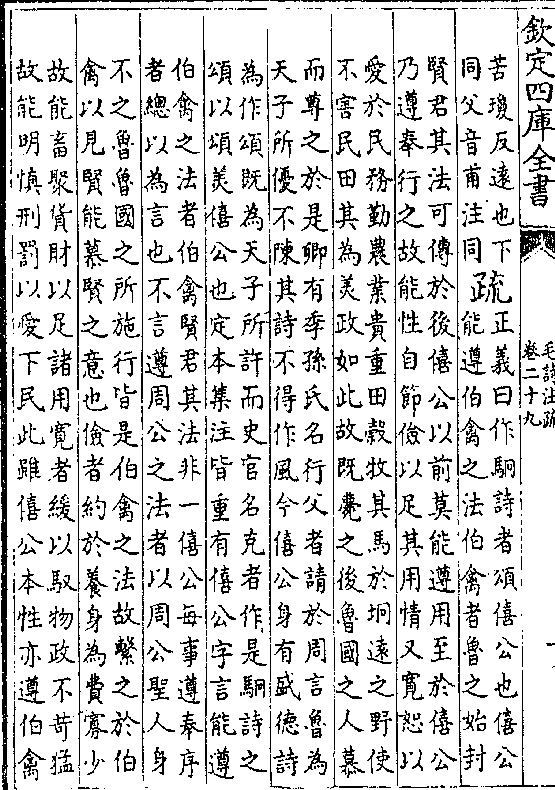 欽定四庫全書
毛詩注疏
卷二十九
苦瓊反逺也下
同父音甫注同
疏
正義曰作駉詩者頌僖公也僖公
能遵伯禽之法伯禽者魯之始封
賢君其法可傳於後僖公以前莫能遵用至於僖公
乃遵奉行之故能性自節儉以足其用情又寬恕以
愛於民務勤農業貴重田穀牧其馬於坰逺之野使
不害民田其為美政如此故既薨之後魯國之人慕
而尊之於是卿有季孫氏名行父者請於周言魯為
天子所優不陳其詩不得作風今僖公身有盛德詩
為作頌既為天子所許而史官名克者作是駉詩之
頌以頌美僖公也定本集注皆重有僖公字言能遵
伯禽之法者伯禽賢君其法非一僖公每事遵奉序
者總以為言也不言遵周公之法者以周公聖人身
不之魯魯國之所施行皆是伯禽之法故繫之於伯
禽以見賢能慕賢之意也儉者約於養身為費寡少
故能畜聚貨財以足諸用寬者緩以馭物政不苛猛
故能明慎刑罰以愛下民此雖僖公本性亦遵伯禽